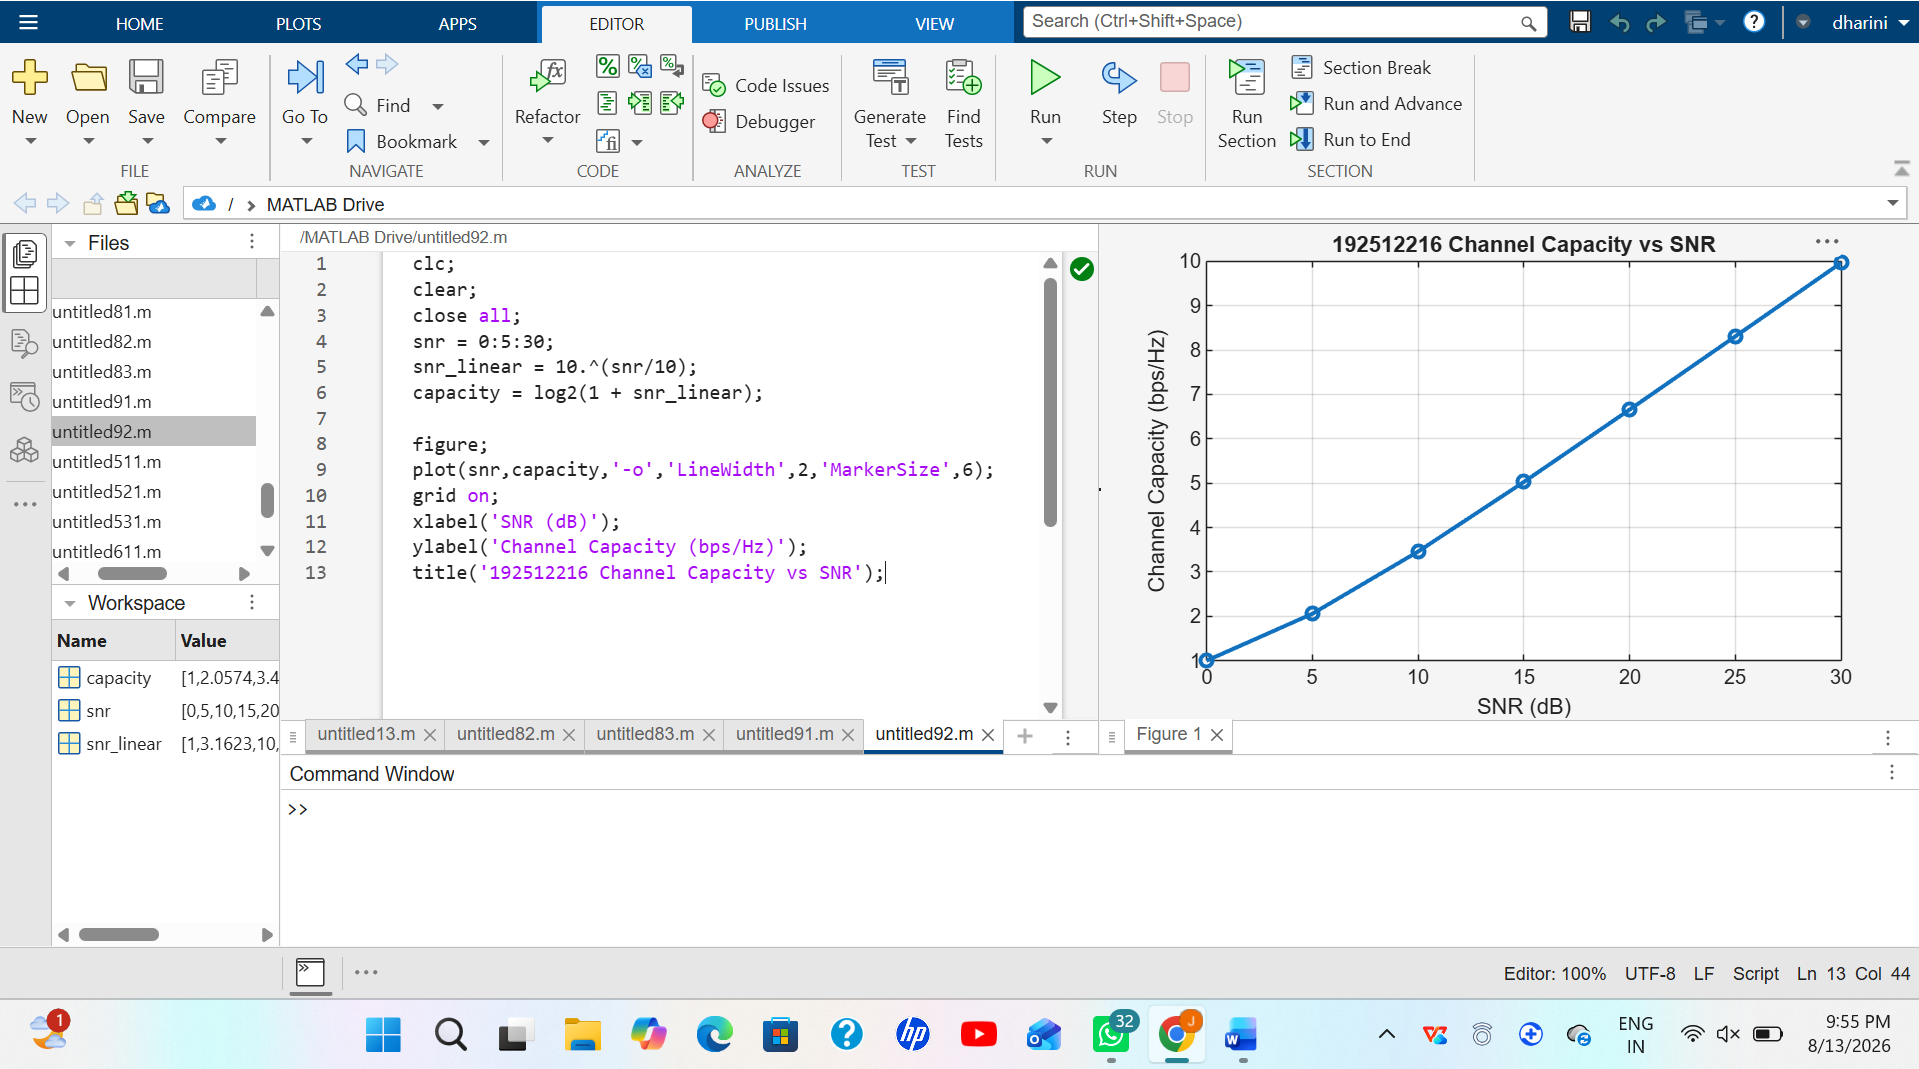 HOME PLOTS APPS EDITOR PUBLISH VIEW Search (Ctrl+Shift+Space) dharini
New Open Save Compare
FILE
Go To Find Bookmark
NAVIGATE
Refactor
CODE
Code Issues
Debugger
ANALYZE
Generate Test Find Tests
TEST
Run Step Stop
RUN
Run Section
Section Break
Run and Advance
Run to End
SECTION
/ › MATLAB Drive
Files
untitled81.m
untitled82.m
untitled83.m
untitled91.m
untitled92.m
untitled511.m
untitled521.m
untitled531.m
untitled611.m
Workspace
Name Value
capacity [1,2.0574,3.4
snr [0,5,10,15,20
snr_linear [1,3.1623,10,
/MATLAB Drive/untitled92.m
1 clc;
2 clear;
3 close all;
4 snr = 0:5:30;
5 snr_linear = 10.^(snr/10);
6 capacity = log2(1 + snr_linear);
7
8 figure;
9 plot(snr,capacity,'-o','LineWidth',2,'MarkerSize',6);
10 grid on;
11 xlabel('SNR (dB)');
12 ylabel('Channel Capacity (bps/Hz)');
13 title('192512216 Channel Capacity vs SNR');
untitled13.m untitled82.m untitled83.m untitled91.m untitled92.m
192512216 Channel Capacity vs SNR
Channel Capacity (bps/Hz)
10
9
8
7
6
5
4
3
2
1
0 5 10 15 20 25 30
SNR (dB)
Figure 1
Command Window
>>
Editor: 100% UTF-8 LF Script Ln 13 Col 44
1
32
J
ENG
IN
9:55 PM
8/13/2026